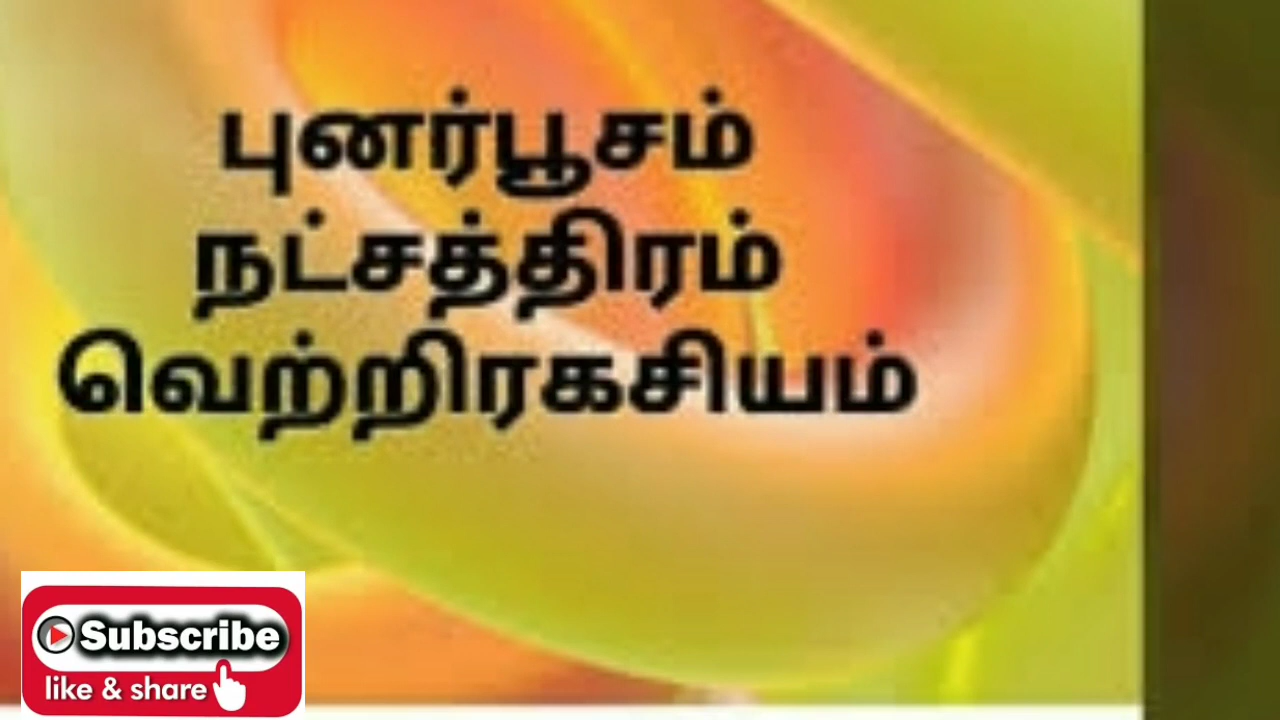 புனர்பூசம்
நட்சத்திரம்
வெற்றிரகசியம்
Subscribe
like & share